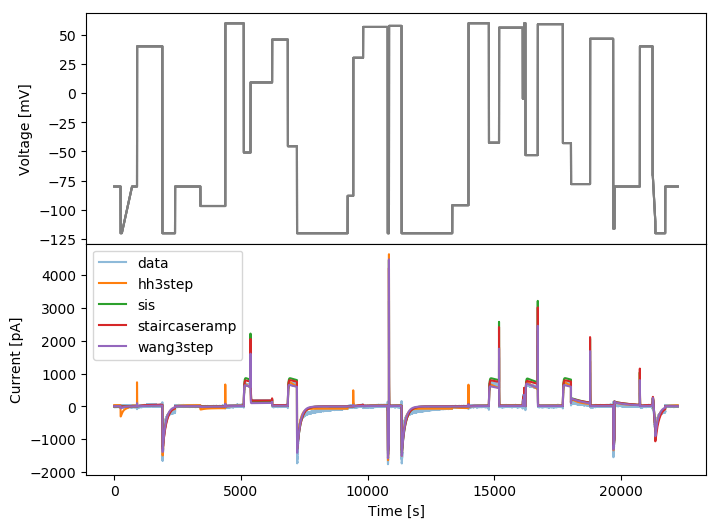 50
25
0
−25
−50
−75
−100
−125
Voltage [mV]
data
hh3step
sis
staircaseramp
wang3step
4000
3000
2000
1000
0
−1000
−2000
Current [pA]
0 5000 10000 15000 20000
Time [s]